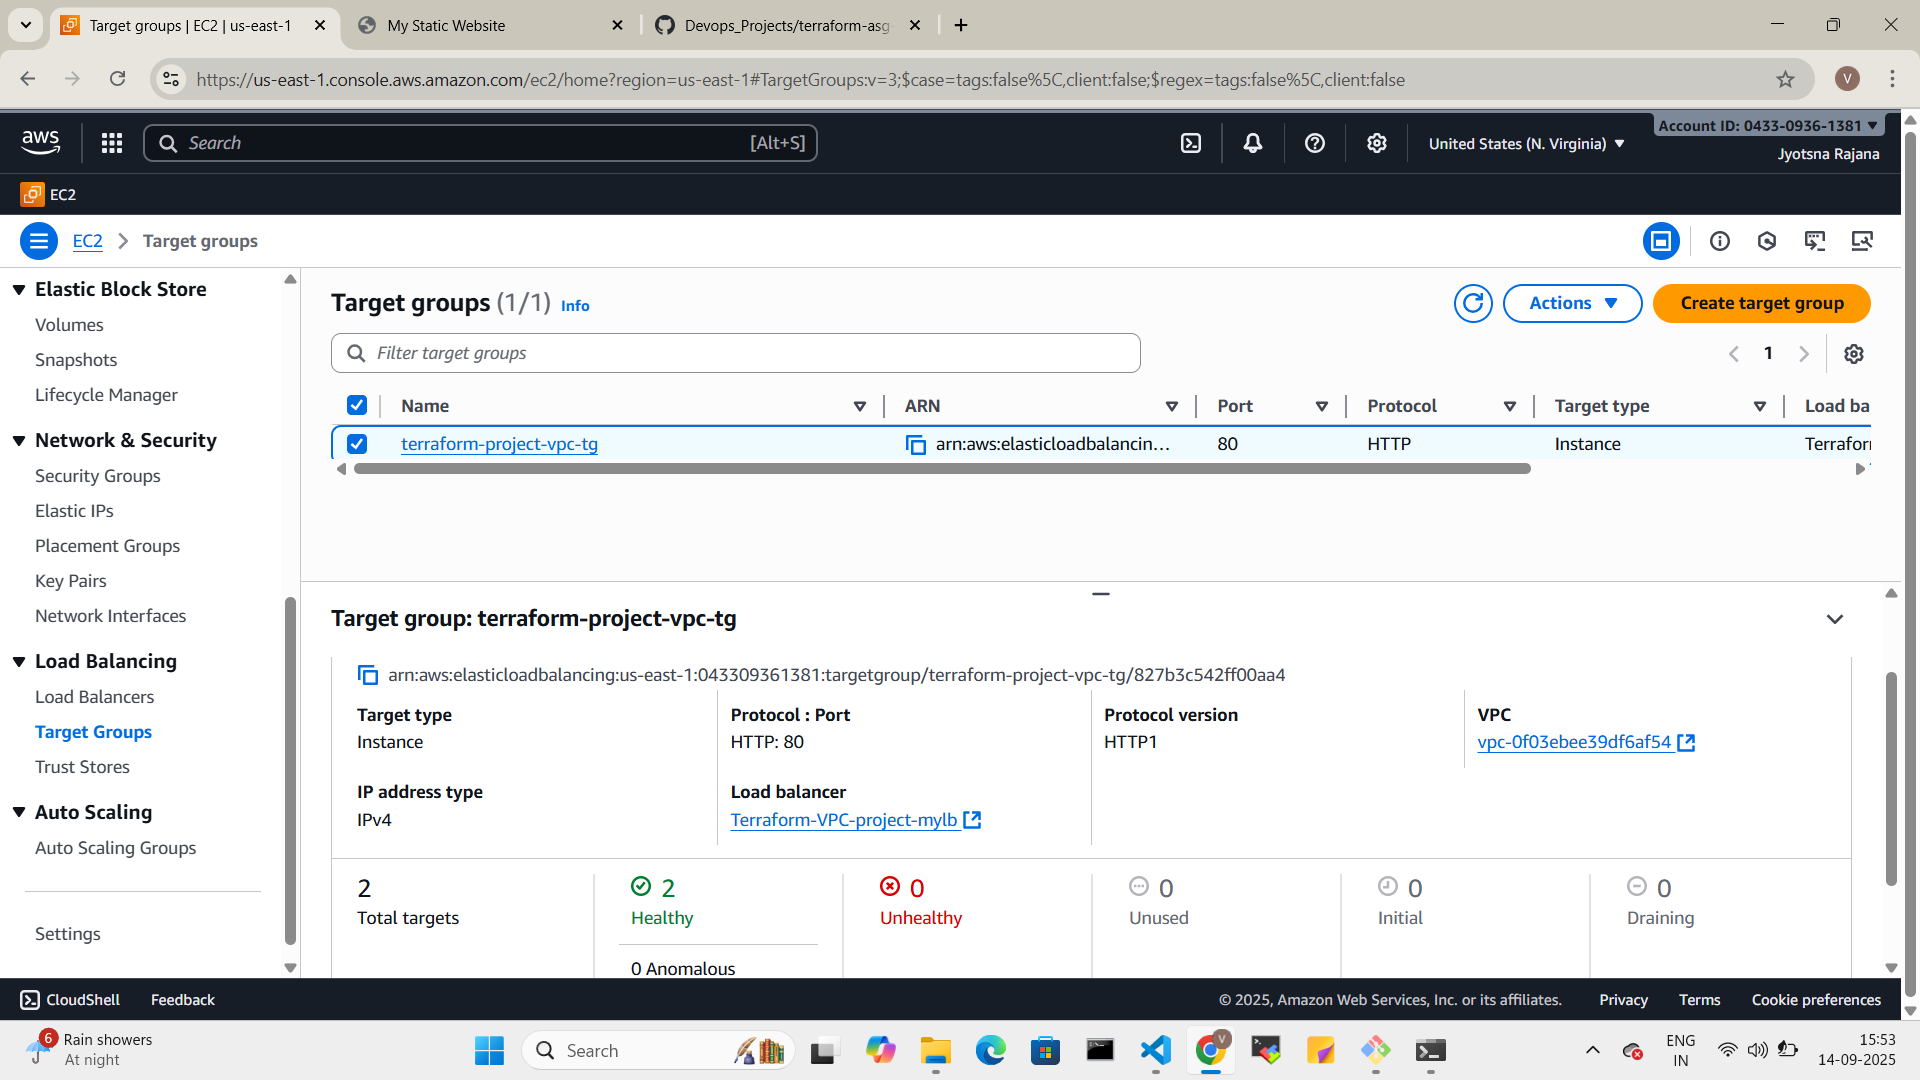 Target groups | EC2 | us-east-1
My Static Website
Devops_Projects/terraform-asg
https://us-east-1.console.aws.amazon.com/ec2/home?region=us-east-1#TargetGroups:v=3;$case=tags:false%5C,client:false;$regex=tags:false%5C,client:false
V
aws
Search
[Alt+S]
United States (N. Virginia)
Account ID: 0433-0936-1381
Jyotsna Rajana
EC2
EC2
Target groups
Elastic Block Store
Volumes
Snapshots
Lifecycle Manager
Network & Security
Security Groups
Elastic IPs
Placement Groups
Key Pairs
Network Interfaces
Load Balancing
Load Balancers
Target Groups
Trust Stores
Auto Scaling
Auto Scaling Groups
Settings
Target groups (1/1) Info
Actions
Create target group
Filter target groups
1
Name ARN Port Protocol Target type Load ba
terraform-project-vpc-tg arn:aws:elasticloadbalancin... 80 HTTP Instance Terrafor
Target group: terraform-project-vpc-tg
arn:aws:elasticloadbalancing:us-east-1:043309361381:targetgroup/terraform-project-vpc-tg/827b3c542ff00aa4
Target type
Instance
Protocol : Port
HTTP: 80
Protocol version
HTTP1
VPC
vpc-0f03ebee39df6af54
IP address type
IPv4
Load balancer
Terraform-VPC-project-mylb
2
Total targets
2
Healthy
0 Anomalous
0
Unhealthy
0
Unused
0
Initial
0
Draining
CloudShell
Feedback
© 2025, Amazon Web Services, Inc. or its affiliates.
Privacy
Terms
Cookie preferences
6
Rain showers
At night
Search
V
ENG
IN
15:53
14-09-2025